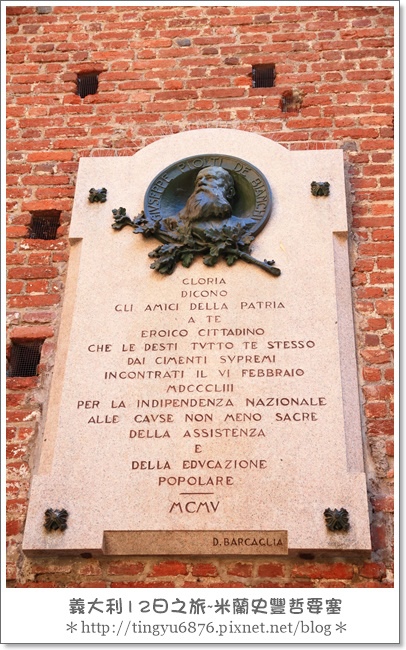 GIUSEPPE PIOLTI DE BIANCHI
GLORIA
DICONO
GLI AMICI DELLA PATRIA
A TE
EROICO CITTADINO
CHE LE DESTI TVTTO TE STESSO
DAI CIMENTI SVPREMI
INCONTRATI IL VI FEBBRAIO
MDCCCLIII
PER LA INDIPENDENZA NAZIONALE
ALLE CAVSE NON MENO SACRE
DELLA ASSISTENZA
E
DELLA EDVCAZIONE
POPOLARE
MCMV
D. BARCAGLIA
義大利12日之旅~米蘭史豐哲要塞
*http://tingyu6876.pixnet.net/blog*